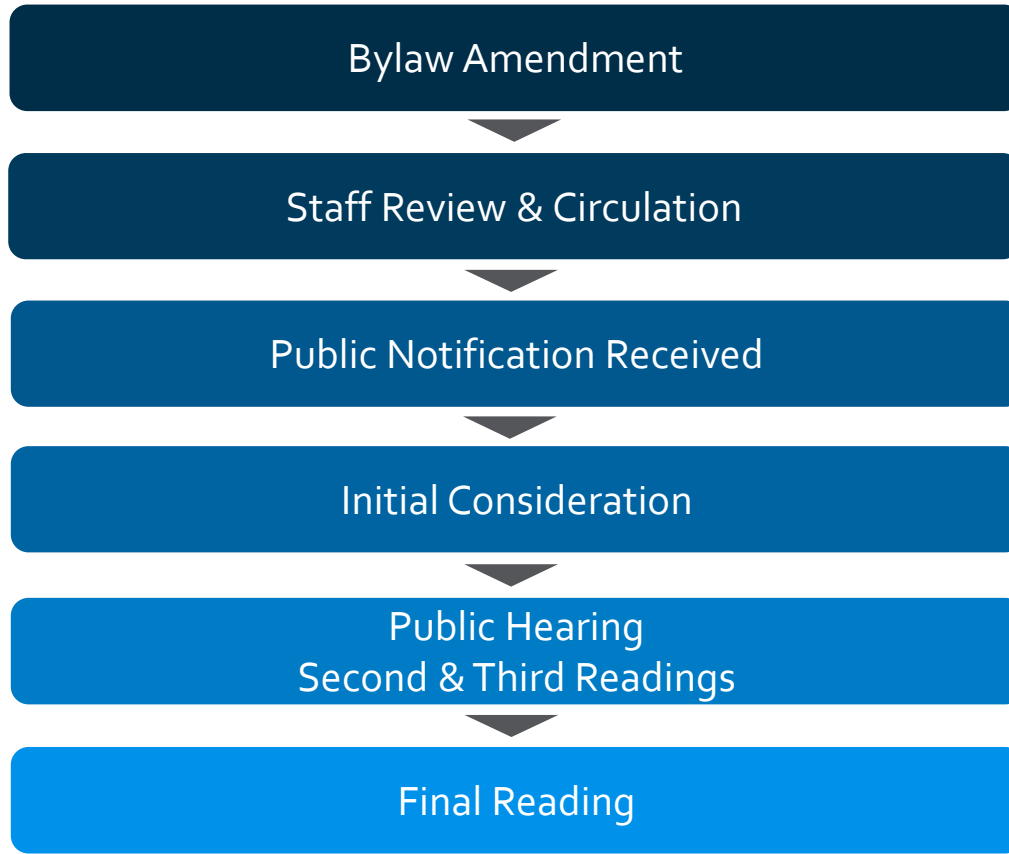 Bylaw Amendment
Staff Review & Circulation
Public Notification Received
Initial Consideration
Public Hearing
Second & Third Readings
Final Reading